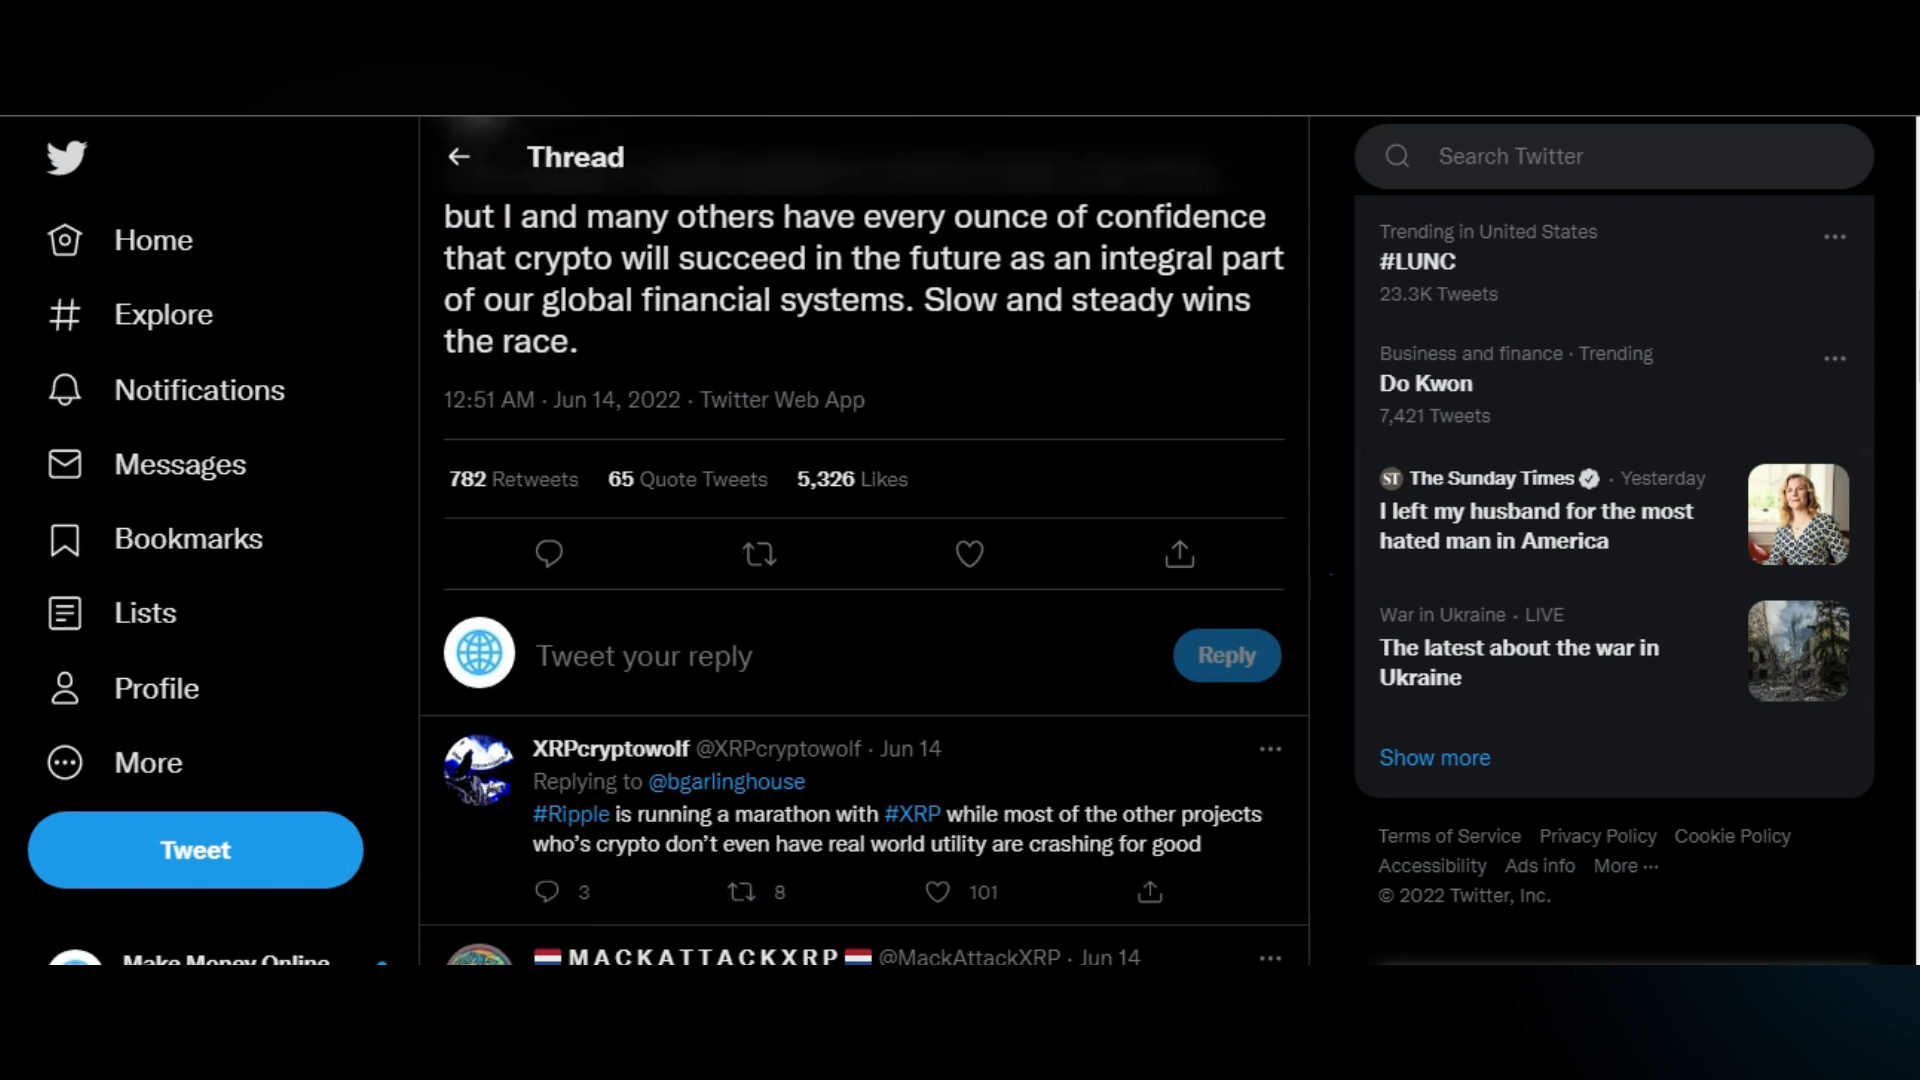 Thread
Home
Explore
Notifications
Messages
Bookmarks
Lists
Profile
More
Tweet
Make Money Online
but I and many others have every ounce of confidence
that crypto will succeed in the future as an integral part
of our global financial systems. Slow and steady wins
the race.
12:51 AM · Jun 14, 2022 · Twitter Web App
782 Retweets 65 Quote Tweets 5,326 Likes
Tweet your reply
Reply
XRPcryptowolf @XRPcryptowolf · Jun 14
Replying to @bgarlinghouse
#Ripple is running a marathon with #XRP while most of the other projects
who's crypto don't even have real world utility are crashing for good
3 8 101
MACKATTACKXRP @MackAttackXRP · Jun 14
Search Twitter
Trending in United States
#LUNC
23.3K Tweets
Business and finance · Trending
Do Kwon
7,421 Tweets
ST The Sunday Times · Yesterday
I left my husband for the most
hated man in America
War in Ukraine · LIVE
The latest about the war in
Ukraine
Show more
Terms of Service Privacy Policy Cookie Policy
Accessibility Ads info More ···
© 2022 Twitter, Inc.